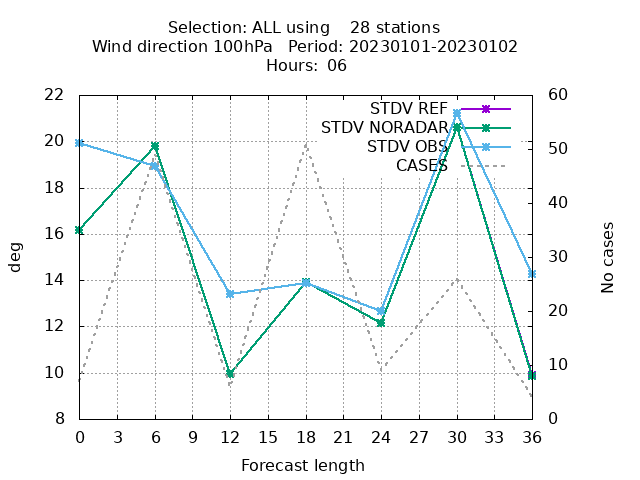 Selection: ALL using 28 stations
Wind direction 100hPa Period: 20230101-20230102
Hours: 06
STDV REF
STDV NORADAR
STDV OBS
CASES
22
20
18
16
14
12
10
8
deg
60
50
40
30
20
10
0
No cases
0 3 6 9 12 15 18 21 24 27 30 33 36
Forecast length